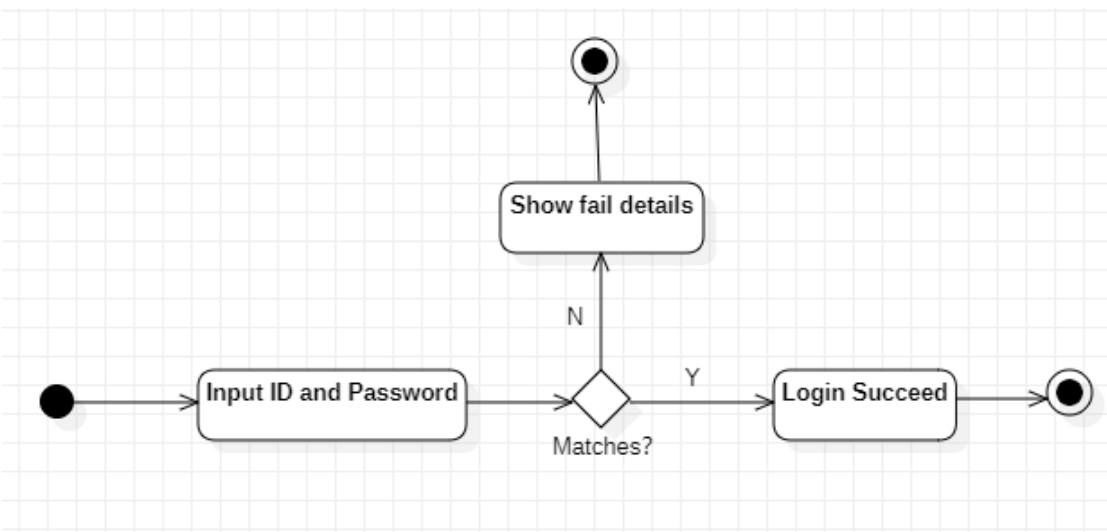 Show fail details
N
Input ID and Password
Y
Login Succeed
Matches?